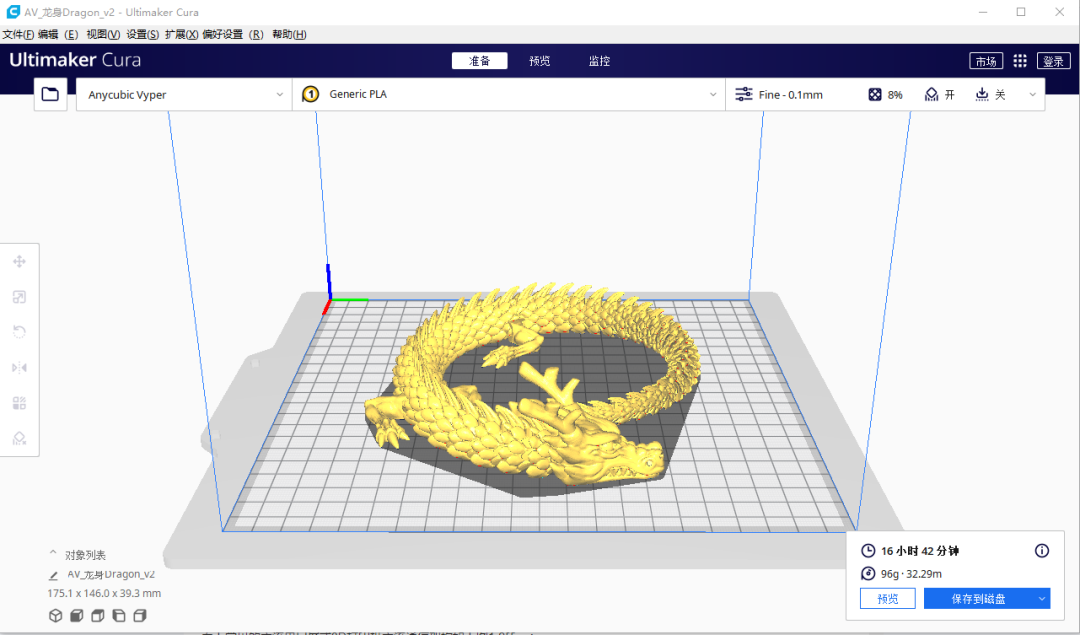 AV_龙身Dragon_v2 - Ultimaker Cura
文件(F) 编辑 (E) 视图(V) 设置(S) 扩展(X) 偏好设置 (R) 帮助(H)
Ultimaker Cura 准备 预览 监控 市场 登录
Anycubic Vyper 1 Generic PLA Fine - 0.1mm 8% 开 关
对象列表
AV_龙身Dragon_v2
175.1 x 146.0 x 39.3 mm
16 小时 42 分钟
96g · 32.29m
预览 保存到磁盘